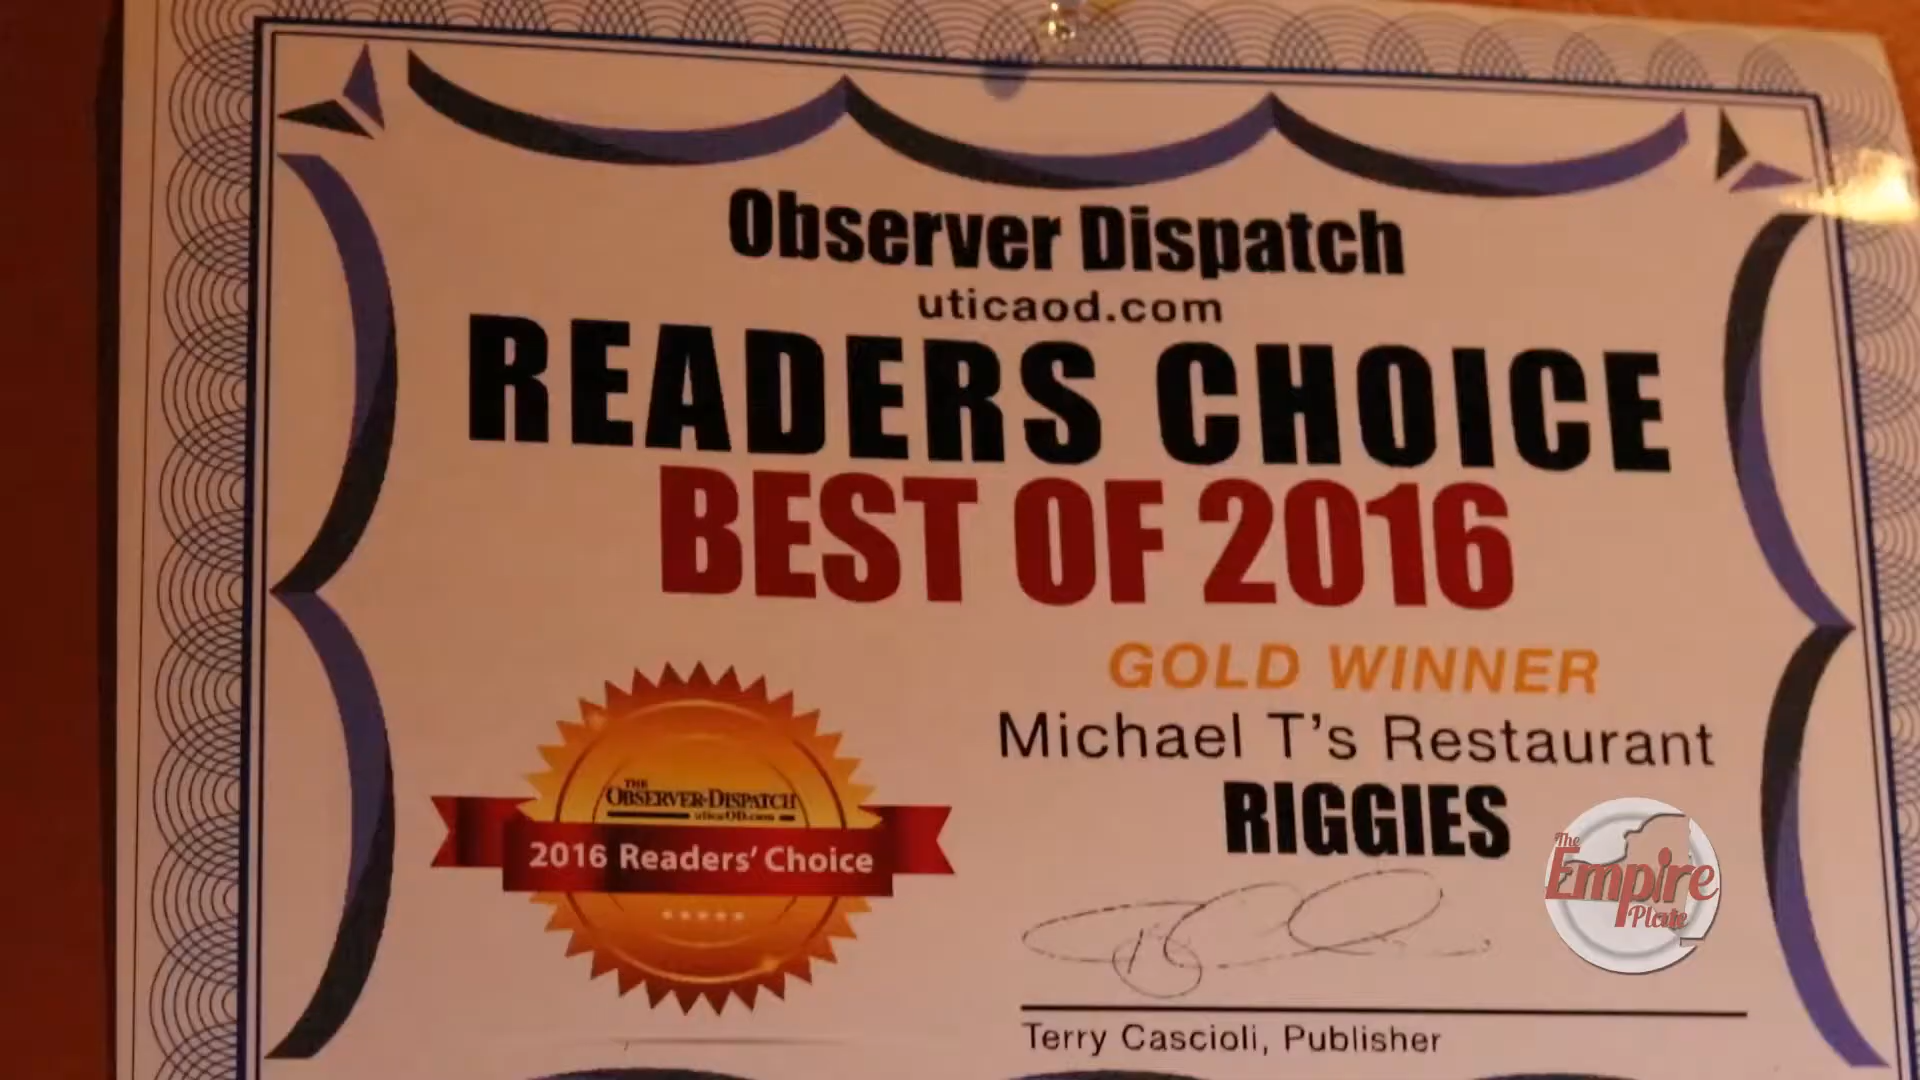 Observer Dispatch
uticaod.com
READERS CHOICE
BEST OF 2016
GOLD WINNER
Michael T's Restaurant
RIGGIES
THE
OBSERVER-DISPATCH
uticaOD.com
2016 Readers' Choice
The
Empire
Plate
Terry Cascioli, Publisher